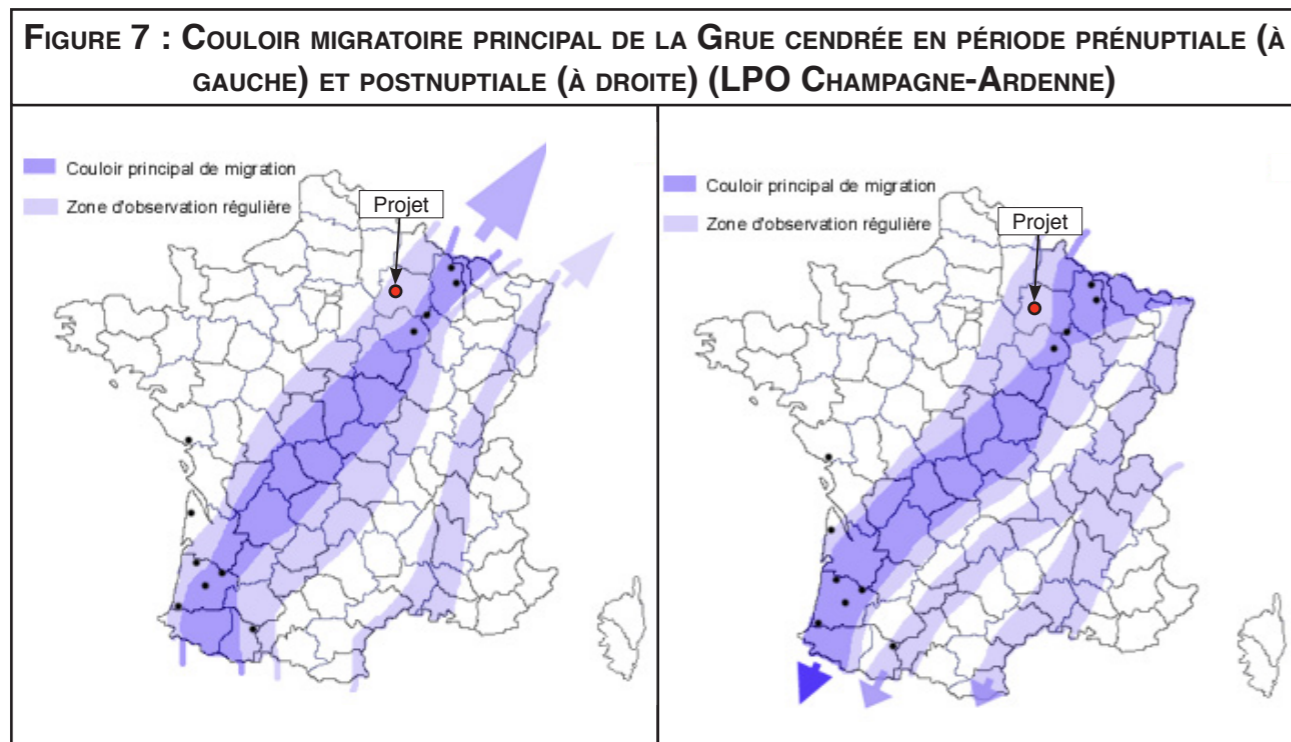 FIGURE 7 : COULOIR MIGRATOIRE PRINCIPAL DE LA GRUE CENDRÉE EN PÉRIODE PRÉNUPTIALE (À
GAUCHE) ET POSTNUPTIALE (À DROITE) (LPO CHAMPAGNE-ARDENNE)
Couloir principal de migration
Zone d'observation régulière
Projet
Couloir principal de migration
Zone d'observation régulière
Projet